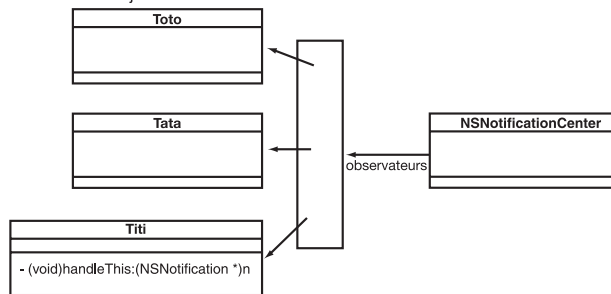 Toto
Tata
NSNotificationCenter
observateurs
Titi
- (void)handleThis:(NSNotification *)n